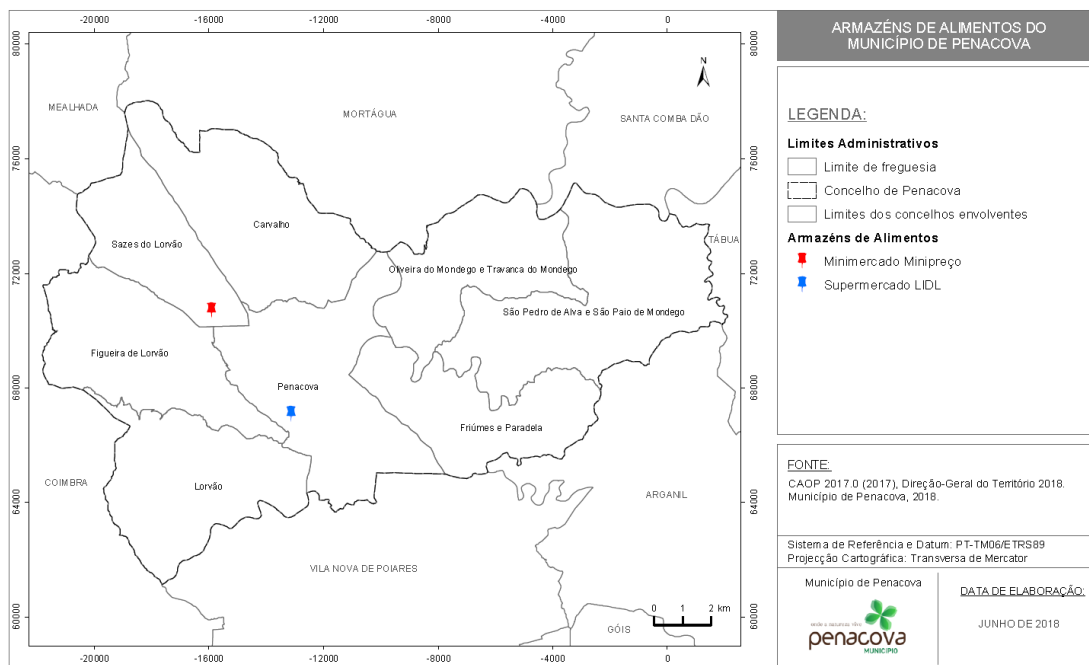 -20000 -16000 -12000 -8000 -4000 0
80000
76000
72000
68000
64000
60000
80000
76000
72000
68000
64000
60000
N
MEALHADA
MORTÁGUA
SANTA COMBA DÃO
Carvalho
Sazes do Lorvão
TÁBUA
Oliveira do Mondego e Travanca do Mondego
São Pedro de Alva e São Paio de Mondego
Figueira de Lorvão
Penacova
Friúmes e Paradela
COIMBRA
Lorvão
ARGANIL
VILA NOVA DE POIARES
GÓIS
0 1 2 km
-20000 -16000 -12000 -8000 -4000 0
ARMAZÉNS DE ALIMENTOS DO
MUNICÍPIO DE PENACOVA
LEGENDA:
Limites Administrativos
Limite de freguesia
Concelho de Penacova
Limites dos concelhos envolventes
Armazéns de Alimentos
Minimercado Minipreço
Supermercado LIDL
FONTE:
CAOP 2017.0 (2017), Direção-Geral do Território 2018.
Município de Penacova, 2018.
Sistema de Referência e Datum: PT-TM06/ETRS89
Projecção Cartográfica: Transversa de Mercator
Município de Penacova
penacova
MUNICÍPIO
DATA DE ELABORAÇÃO:
JUNHO DE 2018